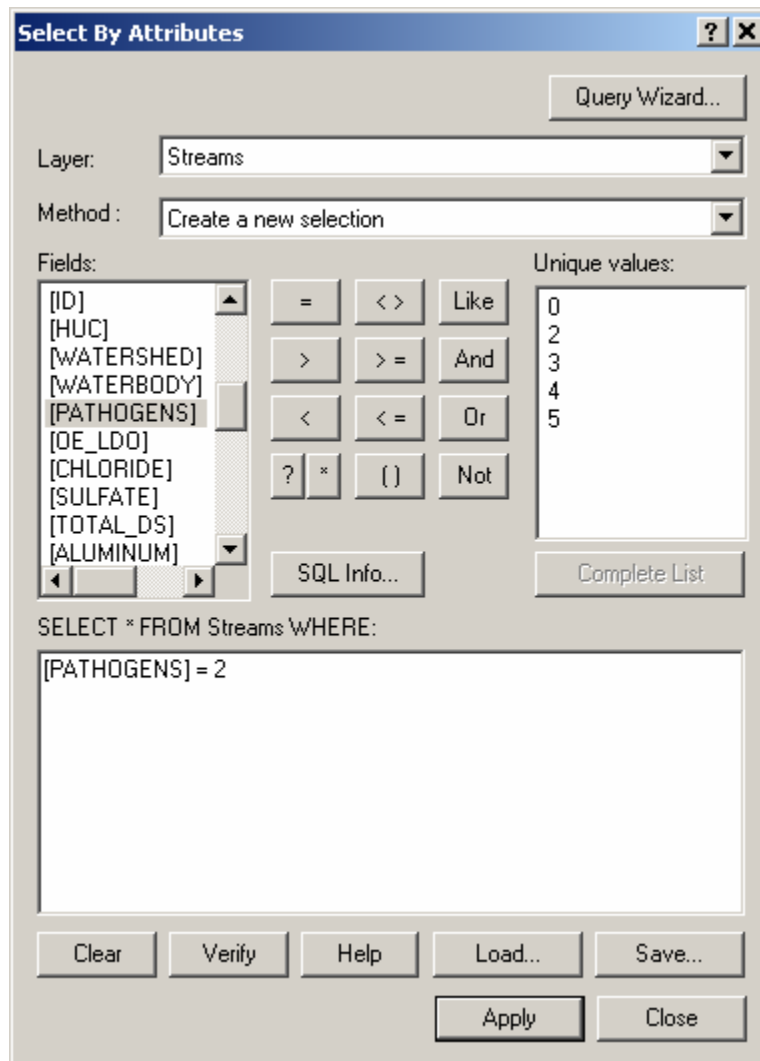 Select By Attributes
Query Wizard...
Layer: Streams
Method : Create a new selection
Fields: Unique values:
[ID]
[HUC]
[WATERSHED]
[WATERBODY]
[PATHOGENS]
[OE_LDO]
[CHLORIDE]
[SULFATE]
[TOTAL_DS]
[ALUMINUM]
= < > Like
> > = And
< < = Or
? * ( ) Not
SQL Info...
0
2
3
4
5
Complete List
SELECT * FROM Streams WHERE:
[PATHOGENS] = 2
Clear Verify Help Load... Save...
Apply Close